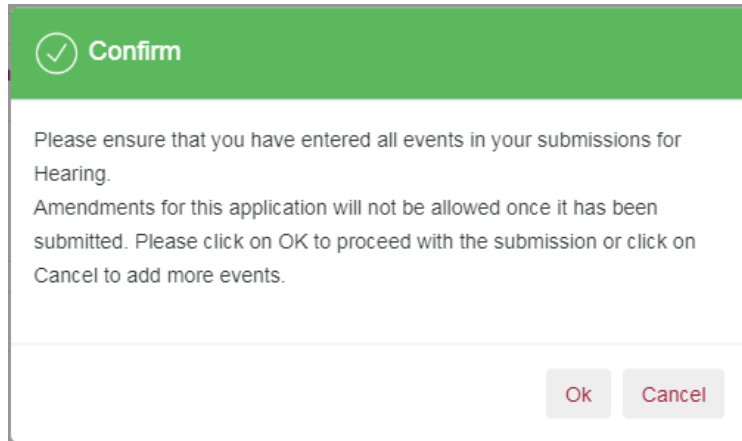 Confirm
Please ensure that you have entered all events in your submissions for
Hearing.
Amendments for this application will not be allowed once it has been
submitted. Please click on OK to proceed with the submission or click on
Cancel to add more events.
Ok Cancel